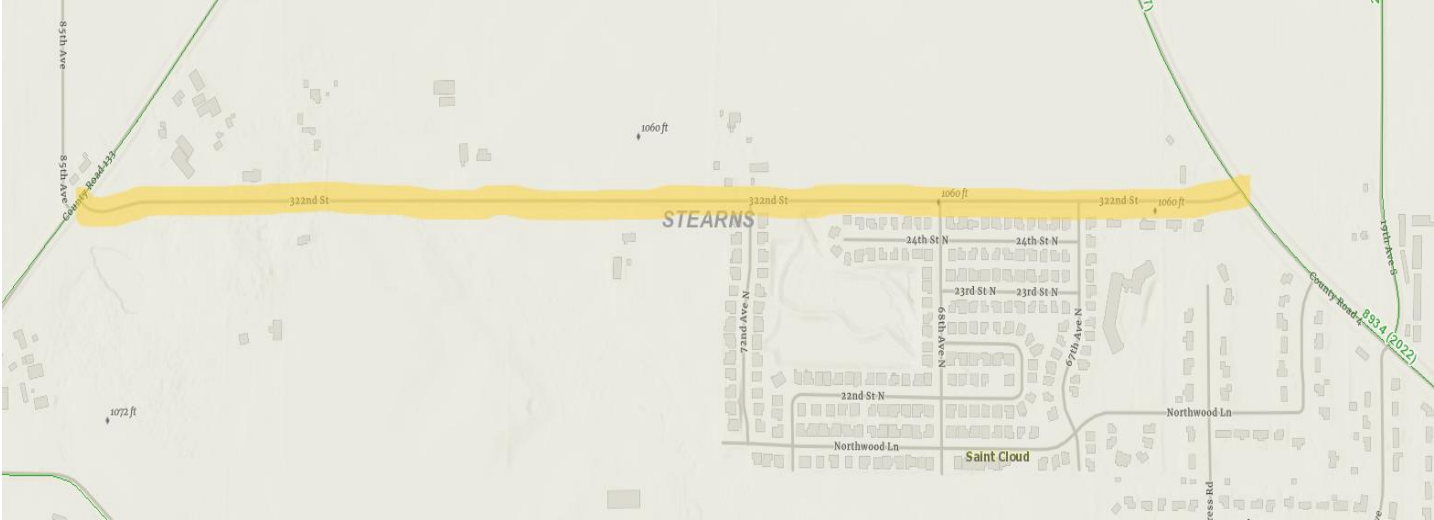 85th Ave
1060 ft
85th Ave
County Road 133
322nd St
322nd St
1060 ft
322nd St
1060 ft
STEARNS
24th St N
24th St N
19th Ave S
23rd St N
23rd St N
County Road 4
72nd Ave N
68th Ave N
67th Ave N
8934 (2022)
22nd St N
1072 ft
Northwood Ln
Northwood Ln
Saint Cloud
ress Rd